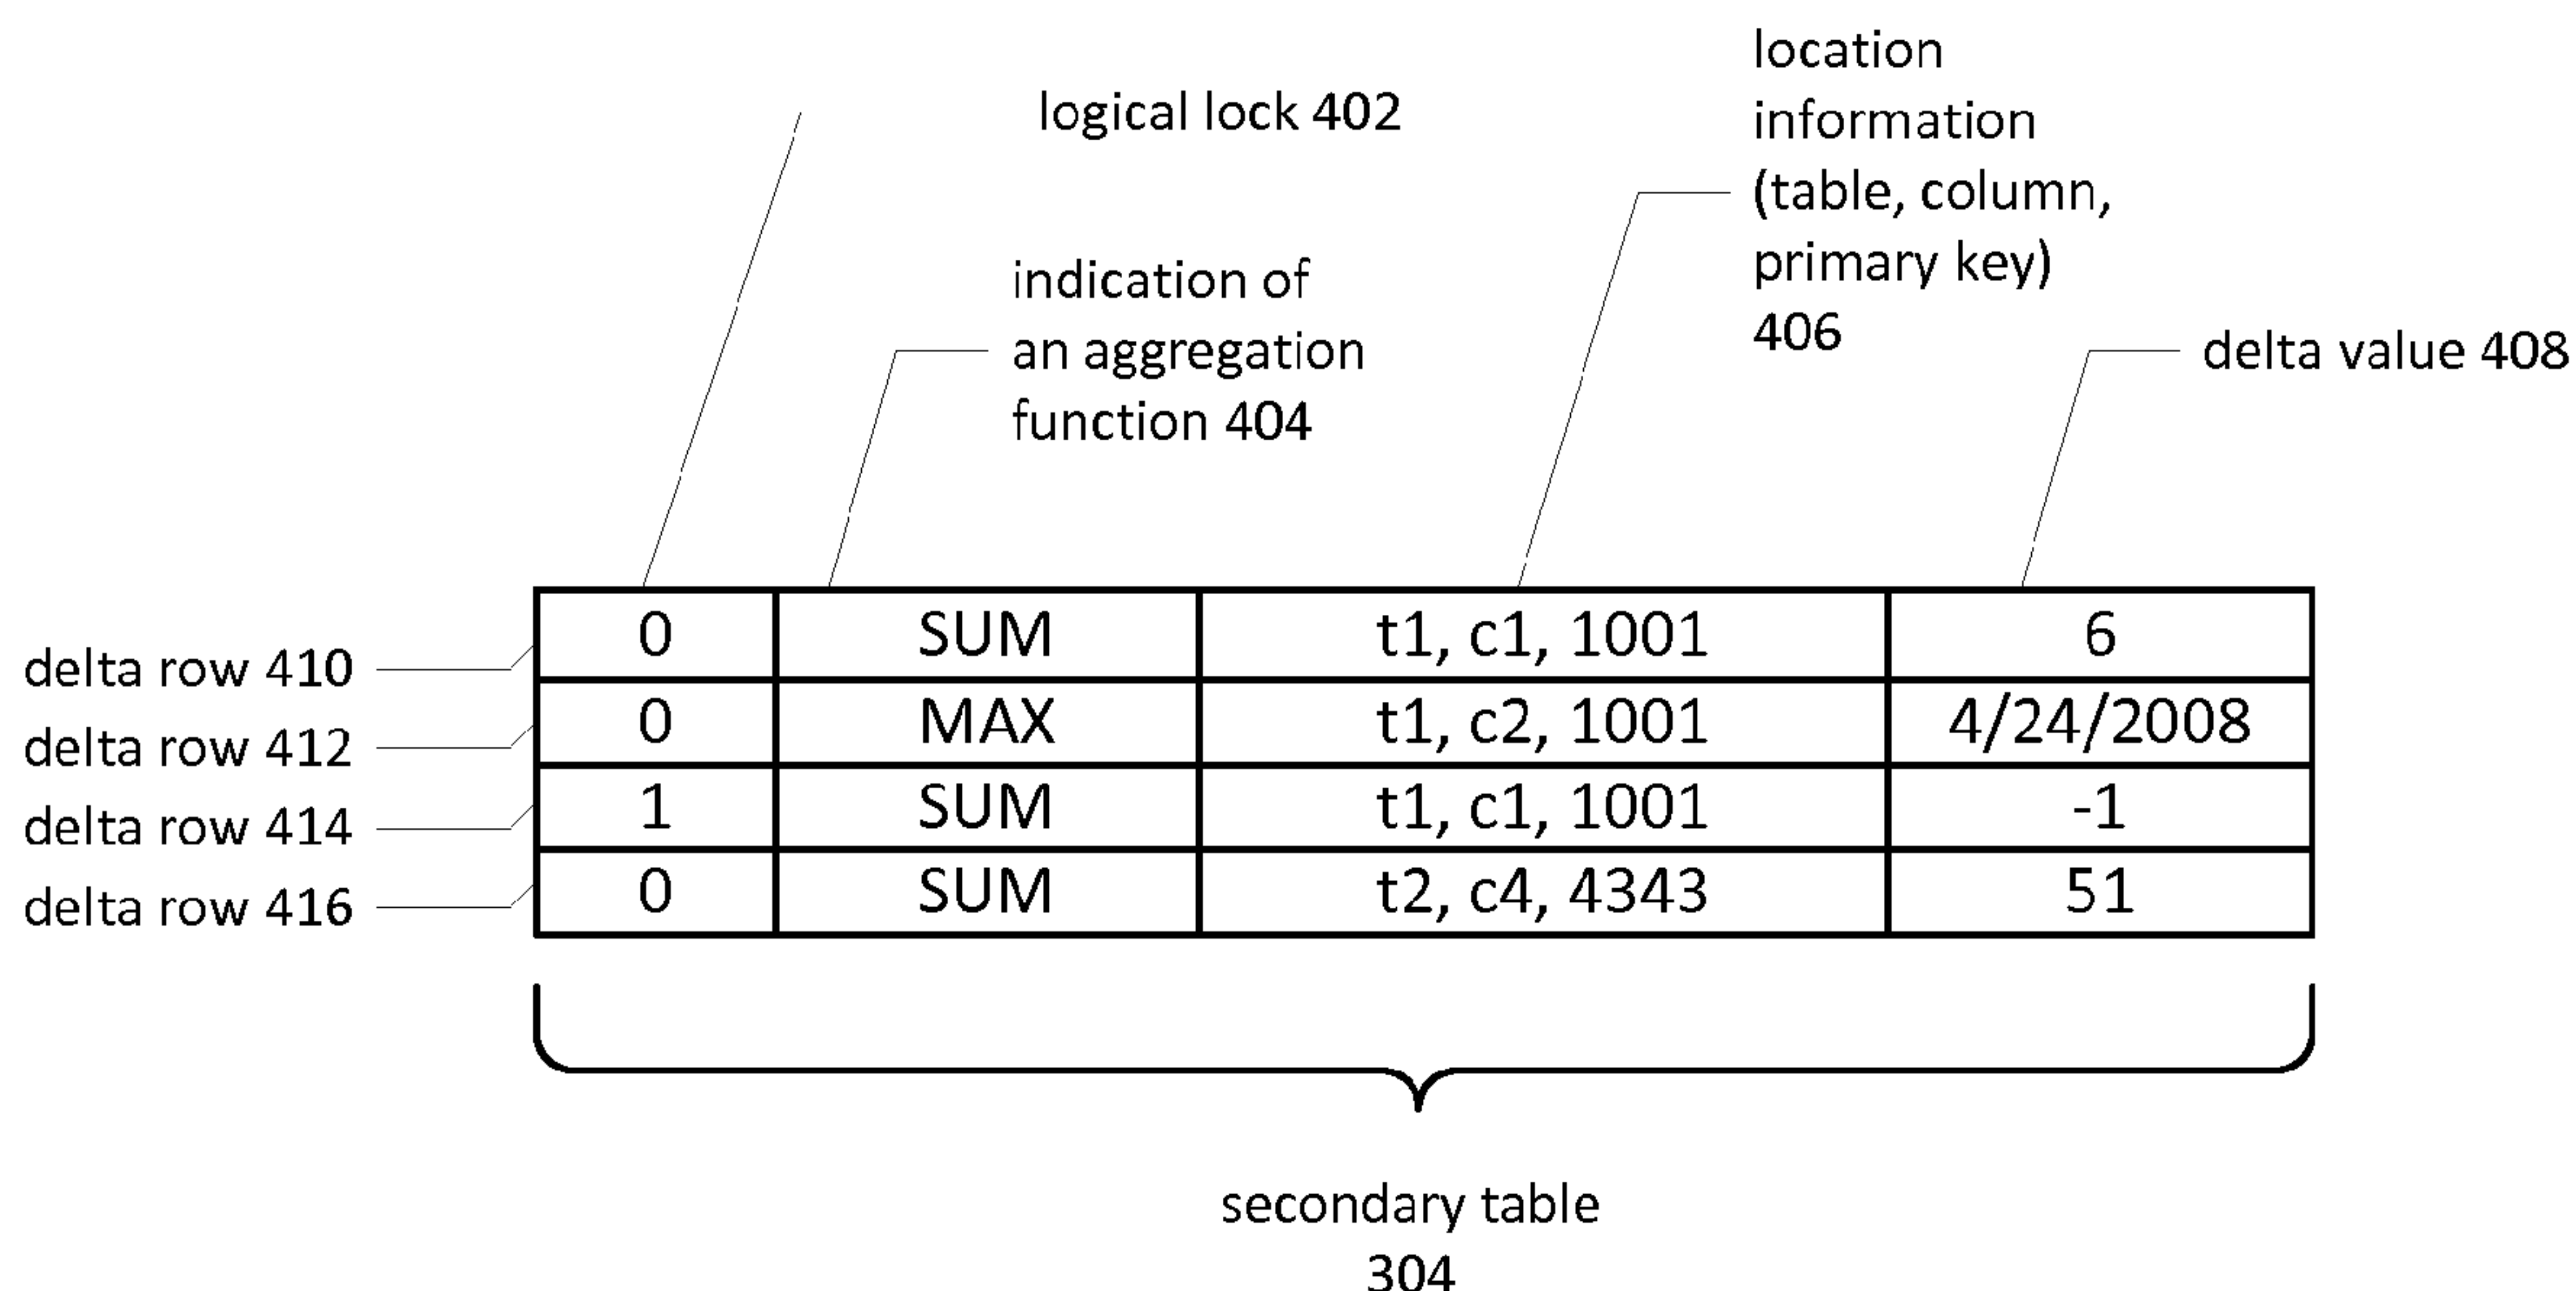 location
information
(table, column,
primary key)
406
logical lock 402
indication of
an aggregation
function 404
delta value 408
delta row 410
0 SUM t1, c1, 1001 6
delta row 412
0 MAX t1, c2, 1001 4/24/2008
delta row 414
1 SUM t1, c1, 1001 -1
delta row 416
0 SUM t2, c4, 4343 51
secondary table
304